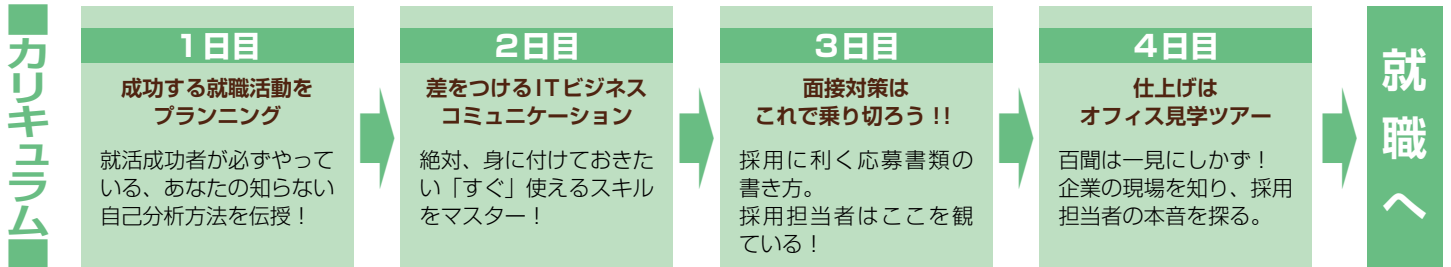 ■カリキュラム■
1日目
成功する就職活動を
プランニング
就活成功者が必ずやって
いる、あなたの知らない
自己分析方法を伝授！
2日目
差をつけるITビジネス
コミュニケーション
絶対、身に付けておきた
い「すぐ」使えるスキル
をマスター！
3日目
面接対策は
これで乗り切ろう!!
採用に利く応募書類の
書き方。
採用担当者はここを観
ている！
4日目
仕上げは
オフィス見学ツアー
百聞は一見にしかず！
企業の現場を知り、採用
担当者の本音を探る。
就職へ